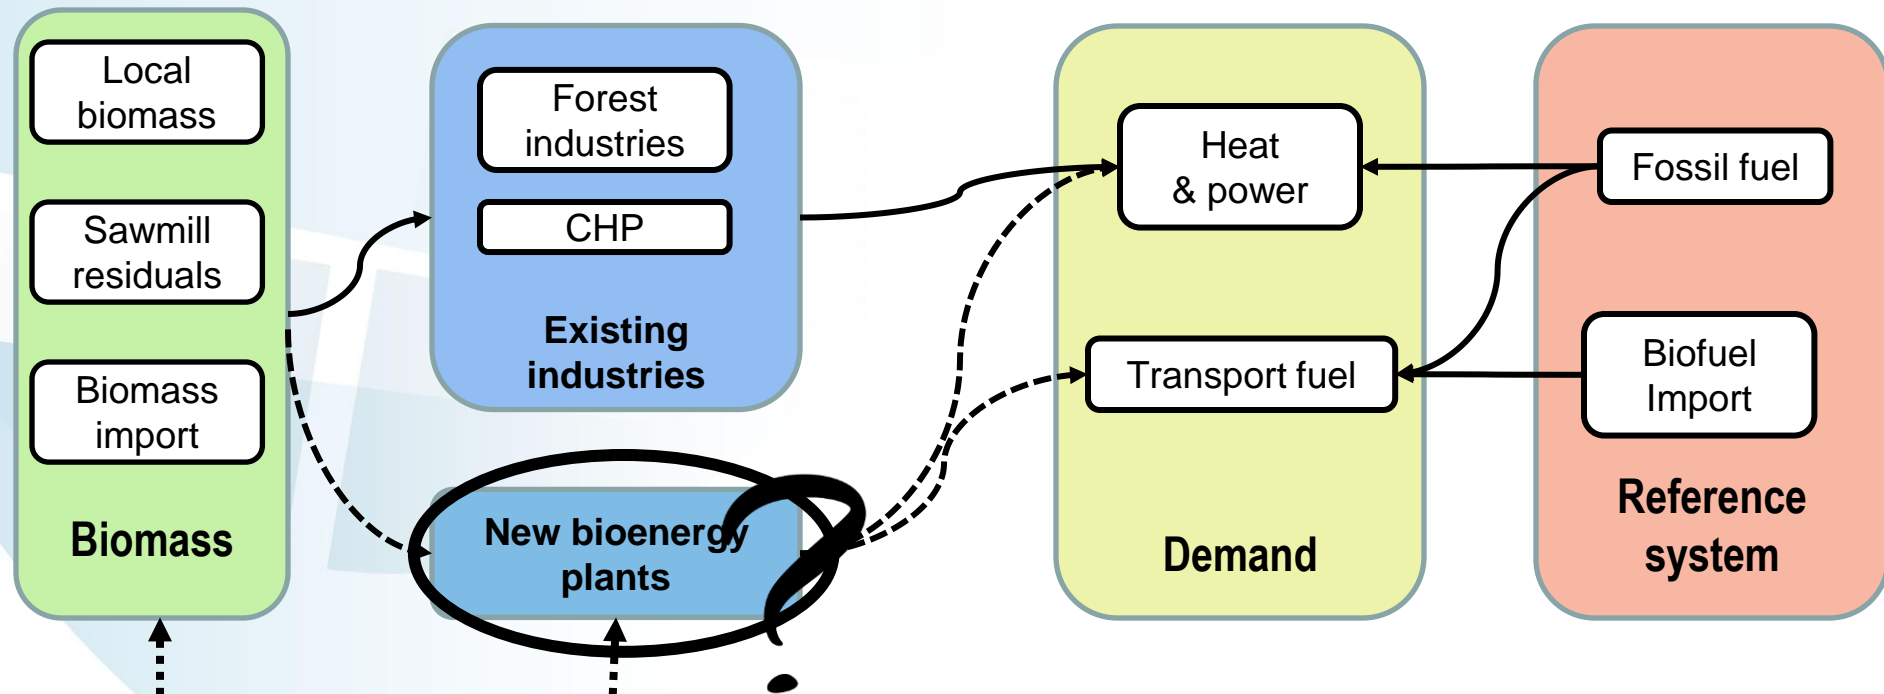 Local
biomass
Sawmill
residuals
Biomass
import
Biomass
Forest
industries
CHP
Existing
industries
New bioenergy
plants
?
Heat
& power
Transport fuel
Demand
Fossil fuel
Biofuel
Import
Reference
system